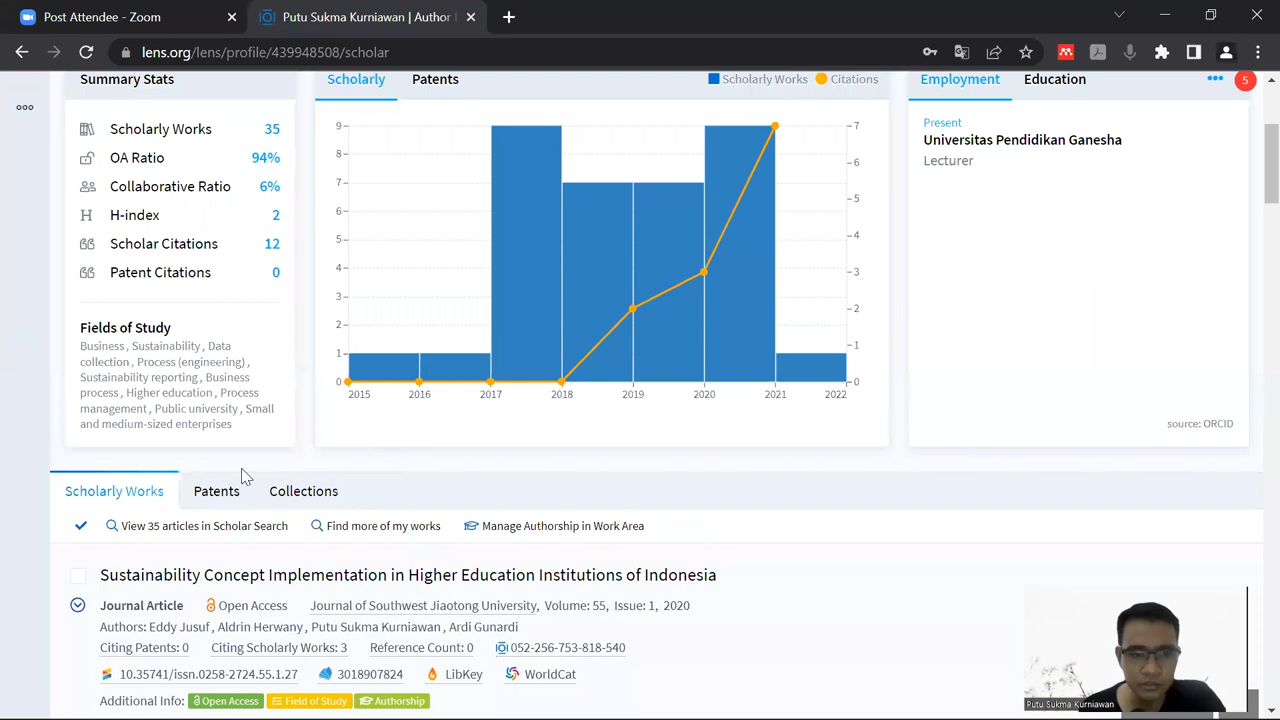 Post Attendee - Zoom
Putu Sukma Kurniawan | Author |
lens.org/lens/profile/439948508/scholar
Summary Stats
Scholarly Works 35
OA Ratio 94%
Collaborative Ratio 6%
H-index 2
Scholar Citations 12
Patent Citations 0
Fields of Study
Business , Sustainability , Data
collection , Process (engineering) ,
Sustainability reporting , Business
process , Higher education , Process
management , Public university , Small
and medium-sized enterprises
Scholarly Patents
Scholarly Works Citations
9
8
7
6
5
4
3
2
1
0
7
6
5
4
3
2
1
0
2015 2016 2017 2018 2019 2020 2021 2022
Employment Education
5
Present
Universitas Pendidikan Ganesha
Lecturer
source: ORCID
Scholarly Works Patents Collections
View 35 articles in Scholar Search Find more of my works Manage Authorship in Work Area
Sustainability Concept Implementation in Higher Education Institutions of Indonesia
Journal Article Open Access Journal of Southwest Jiaotong University, Volume: 55, Issue: 1, 2020
Authors: Eddy Jusuf , Aldrin Herwany , Putu Sukma Kurniawan , Ardi Gunardi
Citing Patents: 0 Citing Scholarly Works: 3 Reference Count: 0 052-256-753-818-540
10.35741/issn.0258-2724.55.1.27 3018907824 LibKey WorldCat
Additional Info: Open Access Field of Study Authorship
Putu Sukma Kurniawan